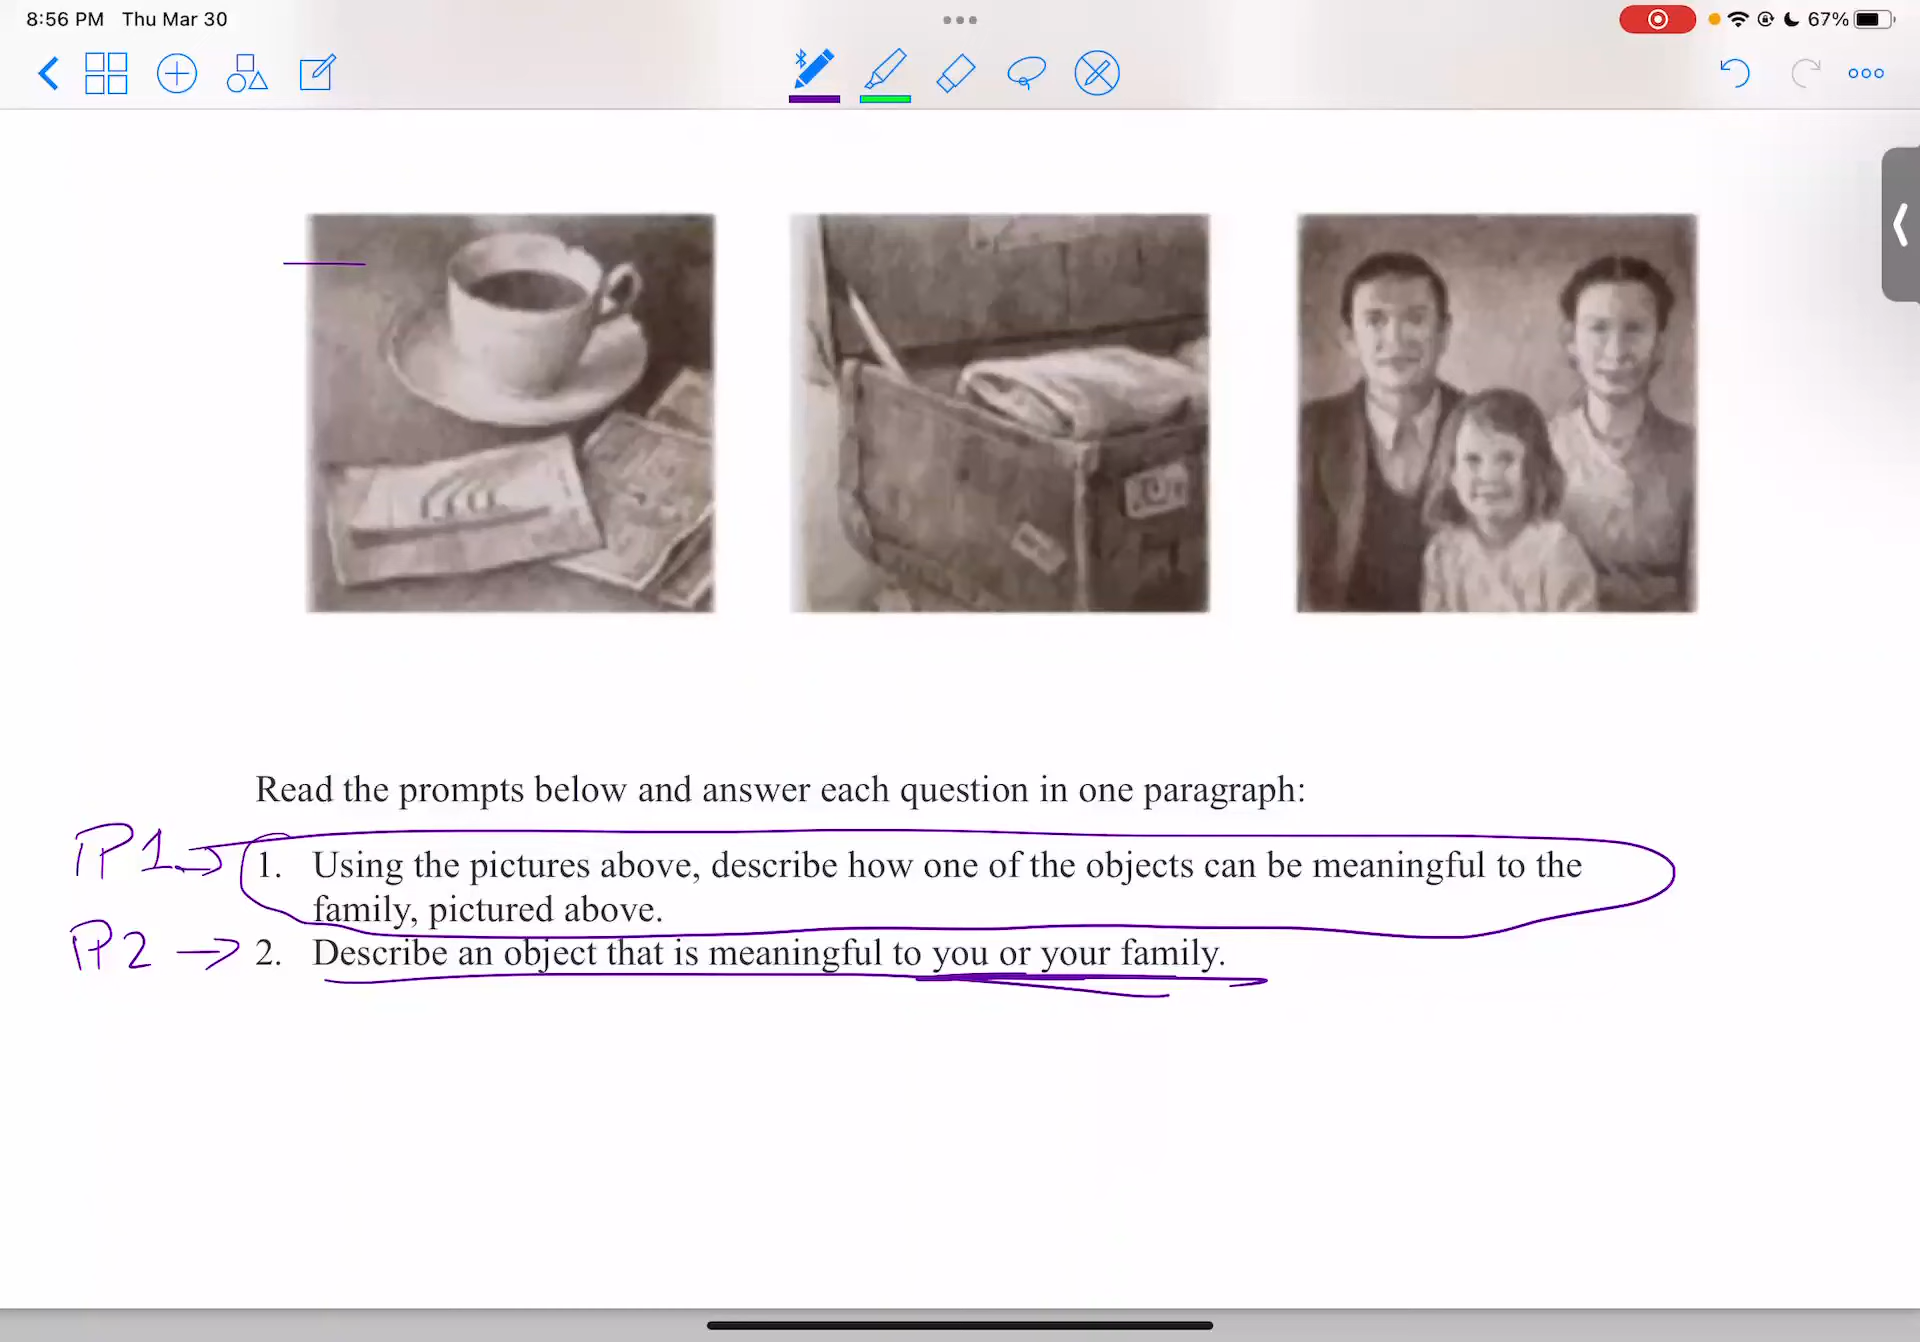 8:56 PM Thu Mar 30
67%
Read the prompts below and answer each question in one paragraph:
P1 → 1. Using the pictures above, describe how one of the objects can be meaningful to the
family, pictured above.
P2 → 2. Describe an object that is meaningful to you or your family.